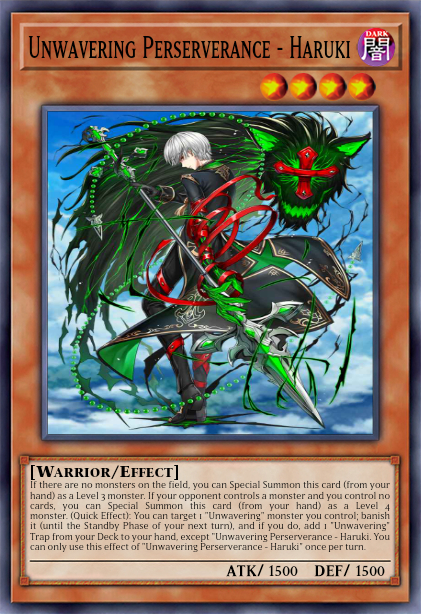 Unwavering Perserverance - Haruki
DARK
闇
[Warrior/Effect]
If there are no monsters on the field, you can Special Summon this card (from your
hand) as a Level 3 monster. If your opponent controls a monster and you control no
cards, you can Special Summon this card (from your hand) as a Level 4
monster. (Quick Effect): You can target 1 "Unwavering" monster you control; banish
it (until the Standby Phase of your next turn), and if you do, add 1 "Unwavering"
Trap from your Deck to your hand, except "Unwavering Perserverance - Haruki. You
can only use this effect of "Unwavering Perserverance - Haruki" once per turn.
ATK/ 1500 DEF/ 1500